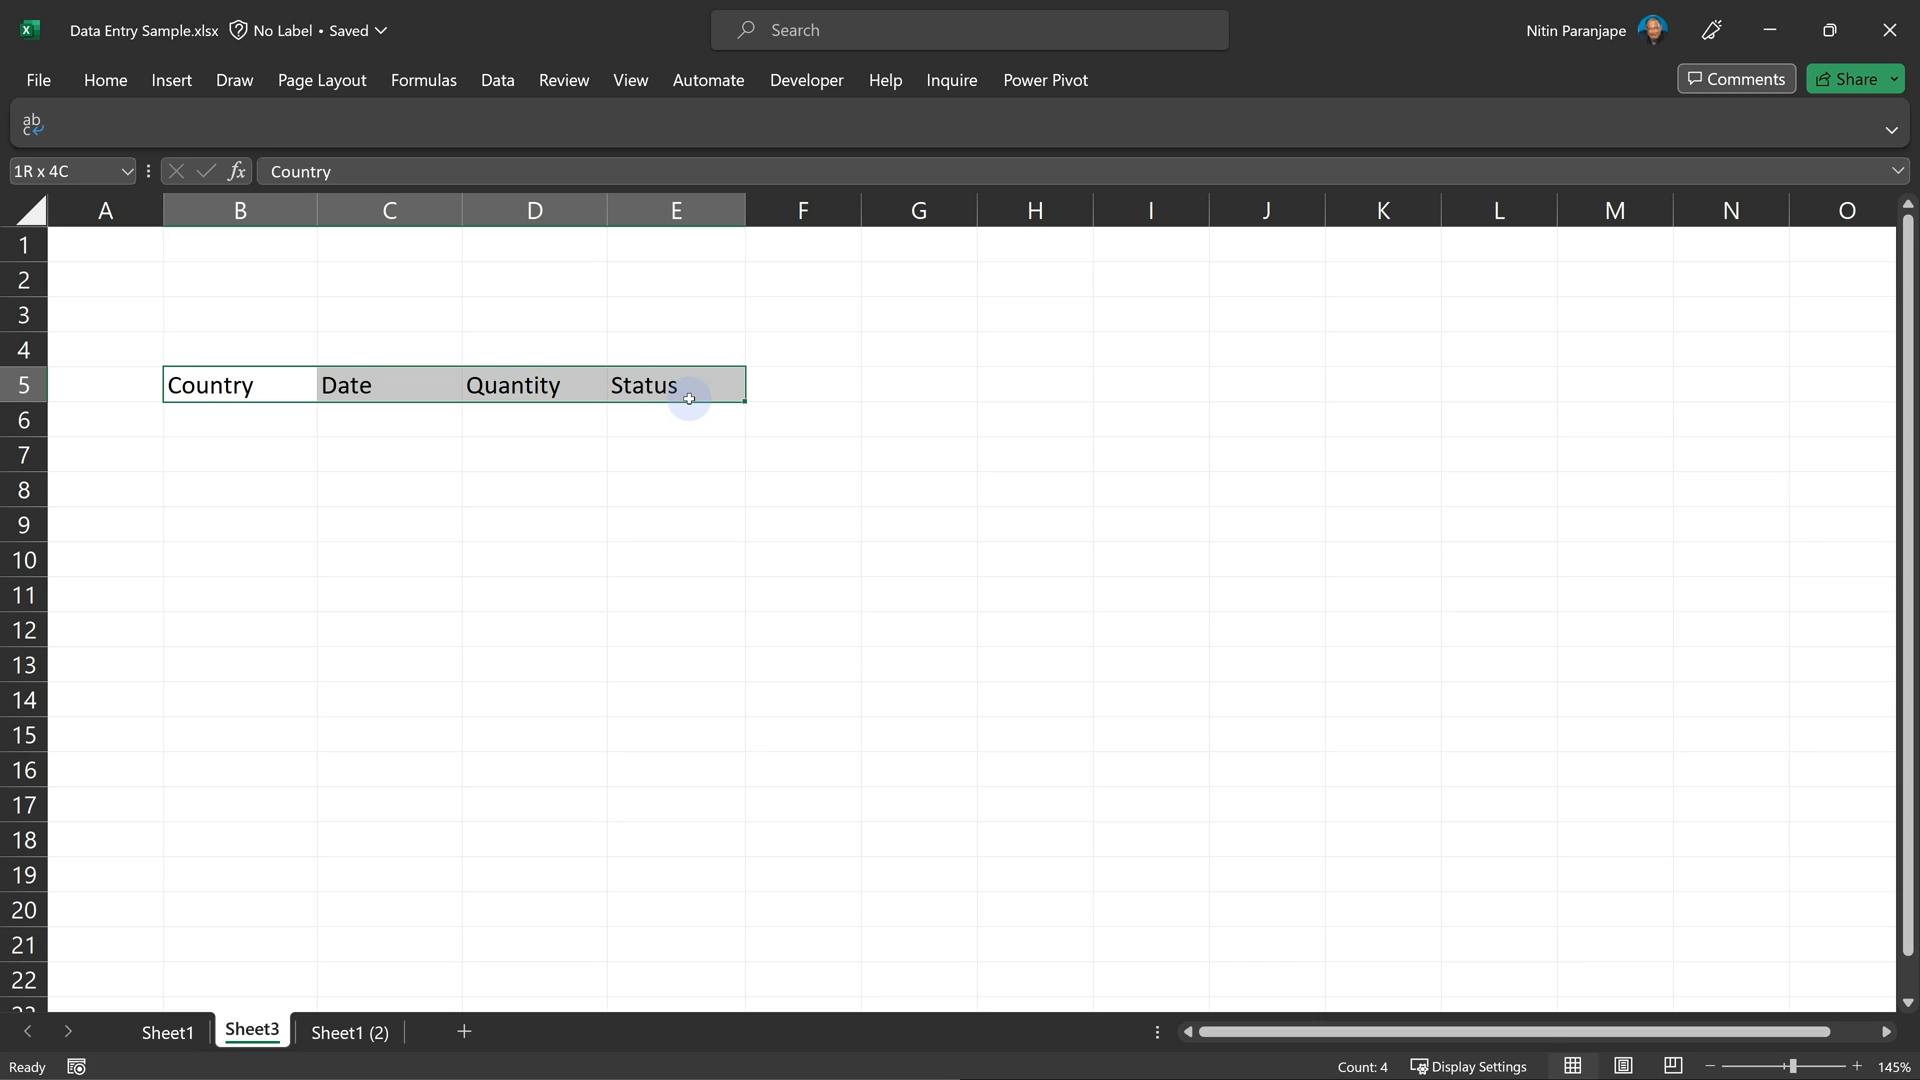 Data Entry Sample.xlsx No Label • Saved
Search
Nitin Paranjape
File Home Insert Draw Page Layout Formulas Data Review View Automate Developer Help Inquire Power Pivot
Comments Share
abc
1R x 4C fx Country
A B C D E F G H I J K L M N O
1
2
3
4
5 Country Date Quantity Status
6
7
8
9
10
11
12
13
14
15
16
17
18
19
20
21
22
23
Sheet1 Sheet3 Sheet1 (2)
Ready Count: 4 Display Settings 145%